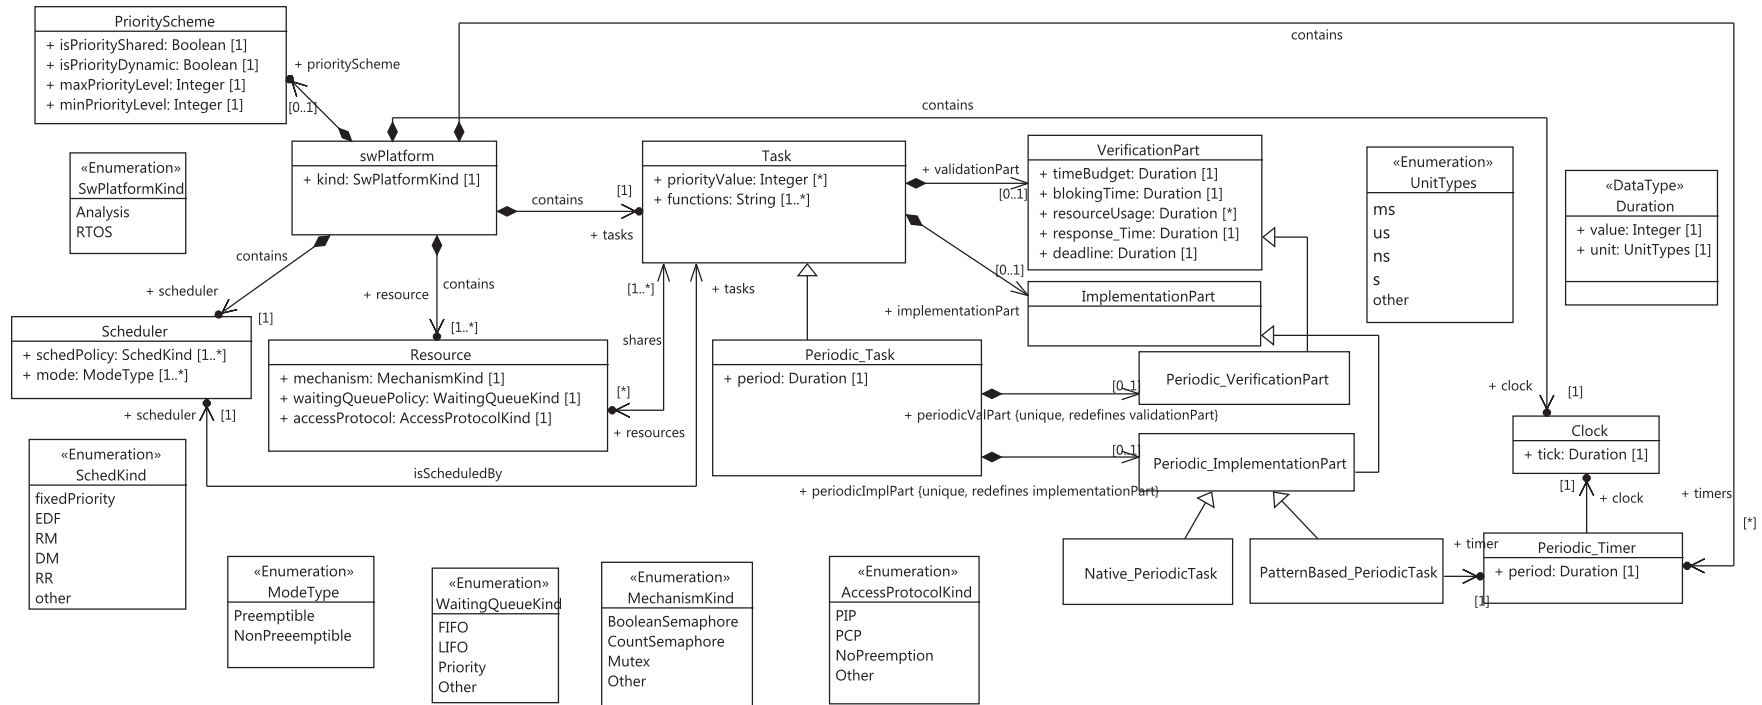 PriorityScheme
+ isPriorityShared: Boolean [1]
+ isPriorityDynamic: Boolean [1]
+ maxPriorityLevel: Integer [1]
+ minPriorityLevel: Integer [1]
+ priorityScheme
[0..1]
contains
contains
«Enumeration»
SwPlatformKind
Analysis
RTOS
swPlatform
+ kind: SwPlatformKind [1]
contains
[1]
+ tasks
Task
+ priorityValue: Integer [*]
+ functions: String [1..*]
+ validationPart
[0..1]
VerificationPart
+ timeBudget: Duration [1]
+ blokingTime: Duration [1]
+ resourceUsage: Duration [*]
+ response_Time: Duration [1]
+ deadline: Duration [1]
«Enumeration»
UnitTypes
ms
us
ns
s
other
«DataType»
Duration
+ value: Integer [1]
+ unit: UnitTypes [1]
contains
+ scheduler
[1]
contains
+ resource
[1..*]
[1..*]
+ tasks
shares
[*]
+ resources
[0..1]
+ implementationPart
ImplementationPart
Scheduler
+ schedPolicy: SchedKind [1..*]
+ mode: ModeType [1..*]
+ scheduler
[1]
Resource
+ mechanism: MechanismKind [1]
+ waitingQueuePolicy: WaitingQueueKind [1]
+ accessProtocol: AccessProtocolKind [1]
isScheduledBy
Periodic_Task
+ period: Duration [1]
[0..1]
+ periodicValPart {unique, redefines validationPart}
Periodic_VerificationPart
[0..1]
+ periodicImplPart {unique, redefines implementationPart}
Periodic_ImplementationPart
+ clock
[1]
Clock
+ tick: Duration [1]
[1]
+ clock
+ timers
[*]
«Enumeration»
SchedKind
fixedPriority
EDF
RM
DM
RR
other
«Enumeration»
ModeType
Preemptible
NonPreeemptible
«Enumeration»
WaitingQueueKind
FIFO
LIFO
Priority
Other
«Enumeration»
MechanismKind
BooleanSemaphore
CountSemaphore
Mutex
Other
«Enumeration»
AccessProtocolKind
PIP
PCP
NoPreemption
Other
Native_PeriodicTask
PatternBased_PeriodicTask
+ timer
[1]
Periodic_Timer
+ period: Duration [1]